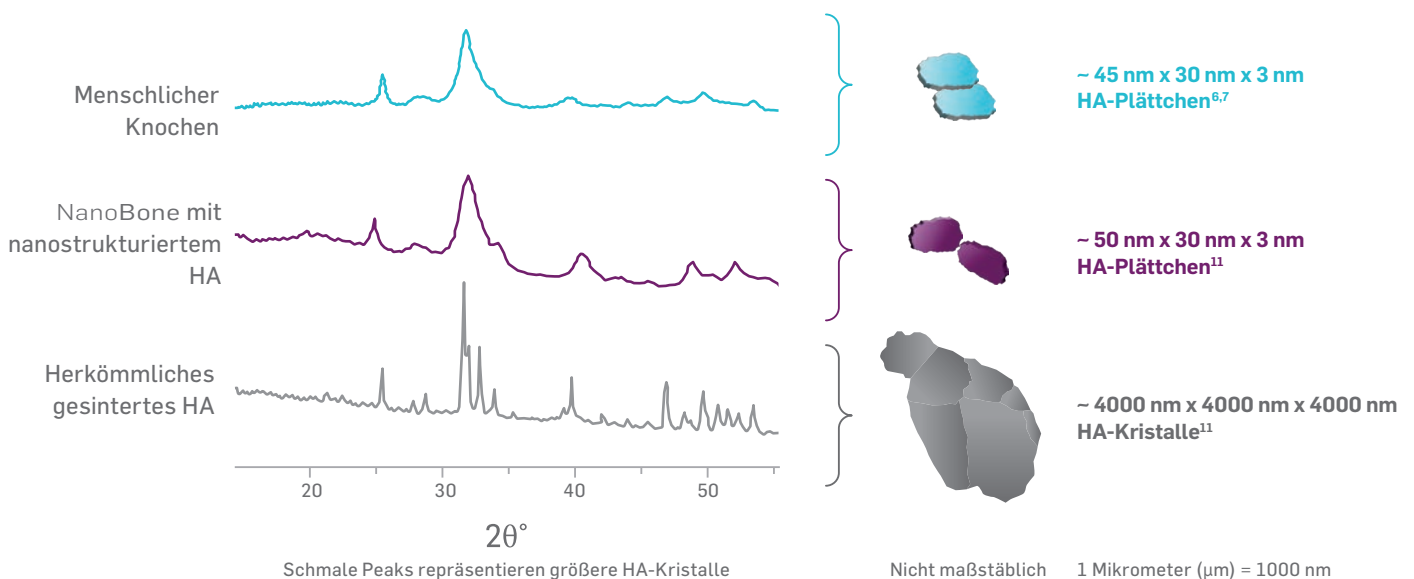 Menschlicher
Knochen
~ 45 nm x 30 nm x 3 nm
HA-Plättchen6,7
NanoBone mit
nanostrukturiertem
HA
~ 50 nm x 30 nm x 3 nm
HA-Plättchen11
Herkömmliches
gesintertes HA
~ 4000 nm x 4000 nm x 4000 nm
HA-Kristalle11
20 30 40 50
2θ°
Schmale Peaks repräsentieren größere HA-Kristalle
Nicht maßstäblich
1 Mikrometer (µm) = 1000 nm